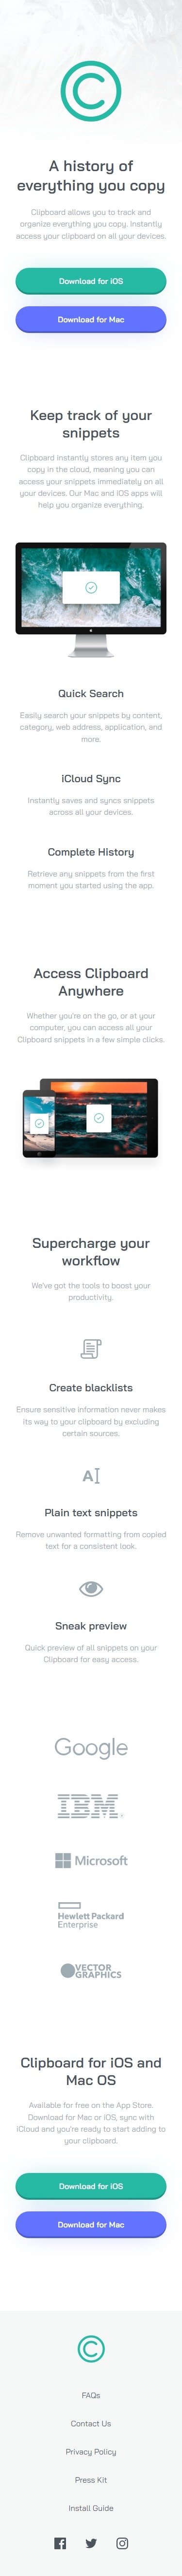 A history of
everything you copy
Clipboard allows you to track and
organize everything you copy. Instantly
access your clipboard on all your devices.
Download for iOS
Download for Mac
Keep track of your
snippets
Clipboard instantly stores any item you
copy in the cloud, meaning you can
access your snippets immediately on all
your devices. Our Mac and iOS apps will
help you organize everything.
Quick Search
Easily search your snippets by content,
category, web address, application, and
more.
iCloud Sync
Instantly saves and syncs snippets
across all your devices.
Complete History
Retrieve any snippets from the first
moment you started using the app.
Access Clipboard
Anywhere
Whether you're on the go, or at your
computer, you can access all your
Clipboard snippets in a few simple clicks.
Supercharge your
workflow
We've got the tools to boost your
productivity.
Create blacklists
Ensure sensitive information never makes
its way to your clipboard by excluding
certain sources.
A
Plain text snippets
Remove unwanted formatting from copied
text for a consistent look.
Sneak preview
Quick preview of all snippets on your
Clipboard for easy access.
Google
IBM
Microsoft
Hewlett Packard
Enterprise
VECTOR
GRAPHICS
Clipboard for iOS and
Mac OS
Available for free on the App Store.
Download for Mac or iOS, sync with
iCloud and you're ready to start adding to
your clipboard.
Download for iOS
Download for Mac
FAQs
Contact Us
Privacy Policy
Press Kit
Install Guide